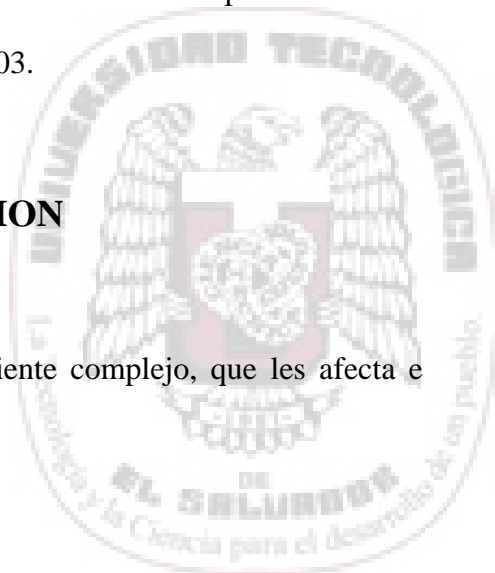 p
03.
UNIVERSIDAD TECNOLOGICA
ION
iente complejo, que les afecta e
DE
EL SALVADOR
La Tecnología y la Ciencia para el desarrollo de un pueblo.